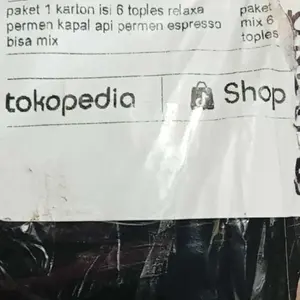 paket 1 karton isi 6 toples relaxa
permen kapal api permen espresso
bisa mix
paket
mix 6
toples
tokopedia
Shop